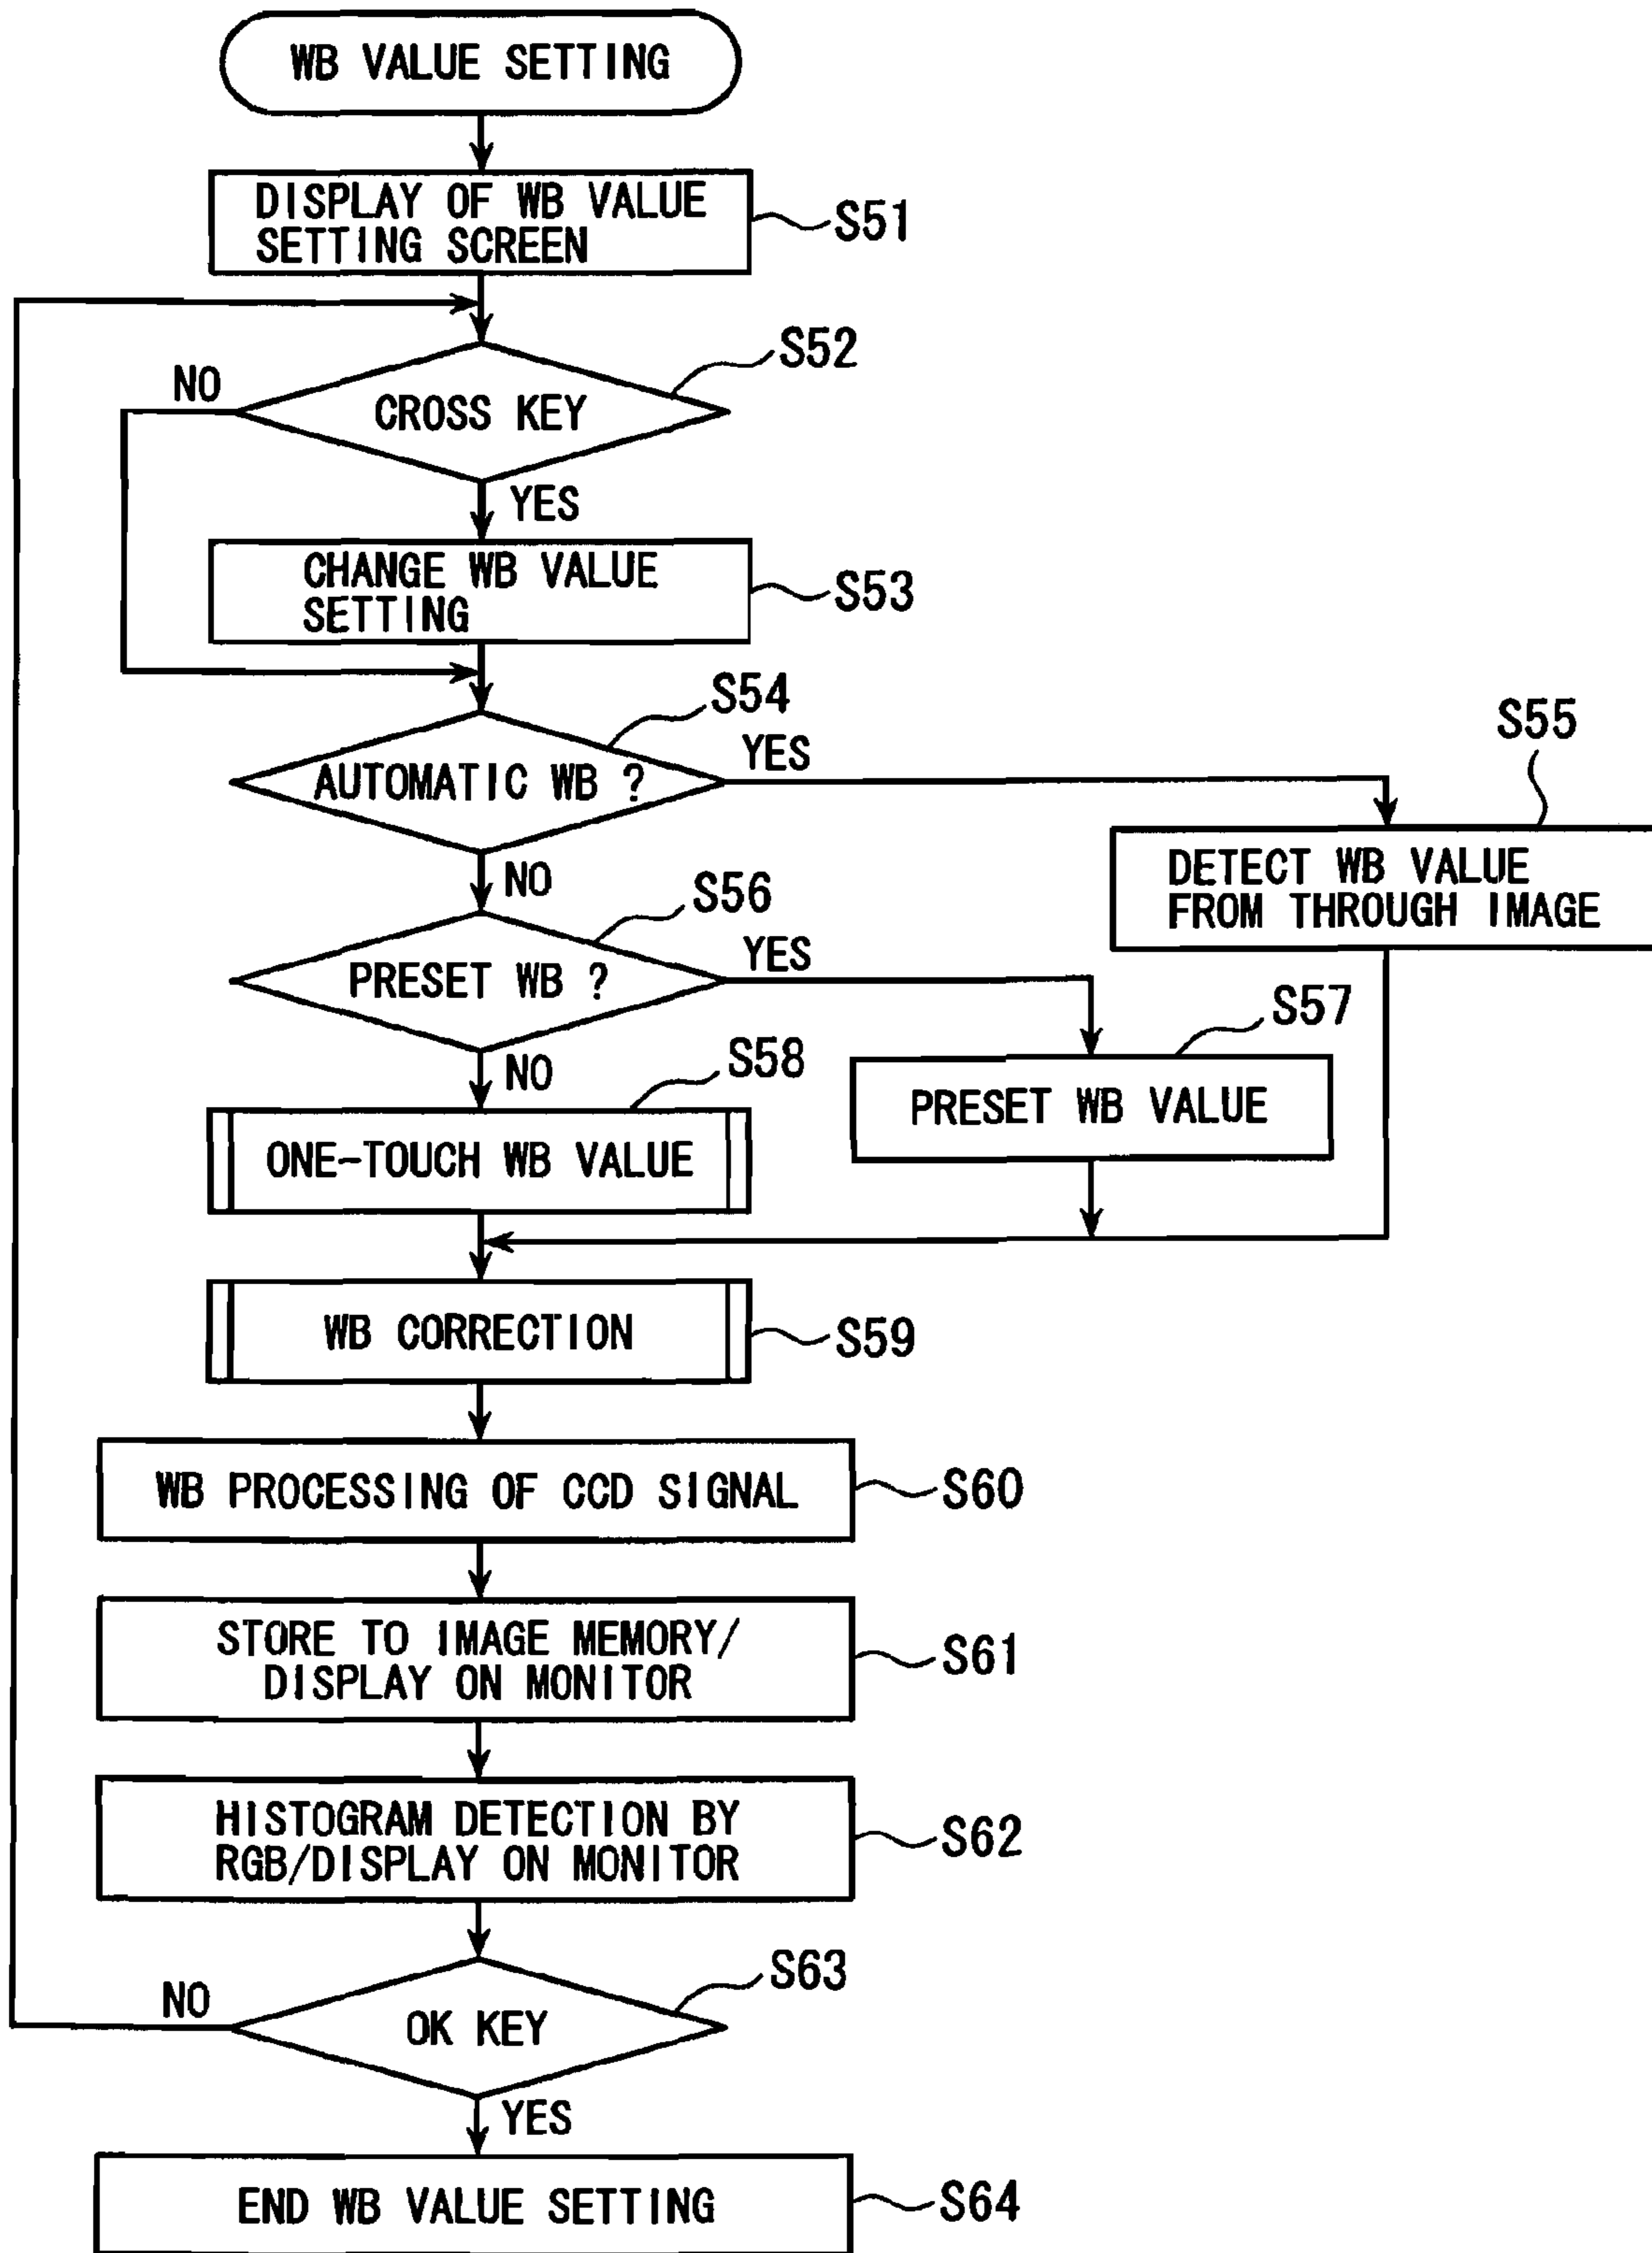 WB VALUE SETTING
DISPLAY OF WB VALUE
SETTING SCREEN
S51
S52
NO
CROSS KEY
YES
CHANGE WB VALUE
SETTING
S53
S54
AUTOMATIC WB ?
YES
S55
DETECT WB VALUE
FROM THROUGH IMAGE
NO
S56
PRESET WB ?
YES
S57
PRESET WB VALUE
NO
S58
ONE-TOUCH WB VALUE
WB CORRECTION
S59
WB PROCESSING OF CCD SIGNAL
S60
STORE TO IMAGE MEMORY/
DISPLAY ON MONITOR
S61
HISTOGRAM DETECTION BY
RGB/DISPLAY ON MONITOR
S62
S63
NO
OK KEY
YES
END WB VALUE SETTING
S64